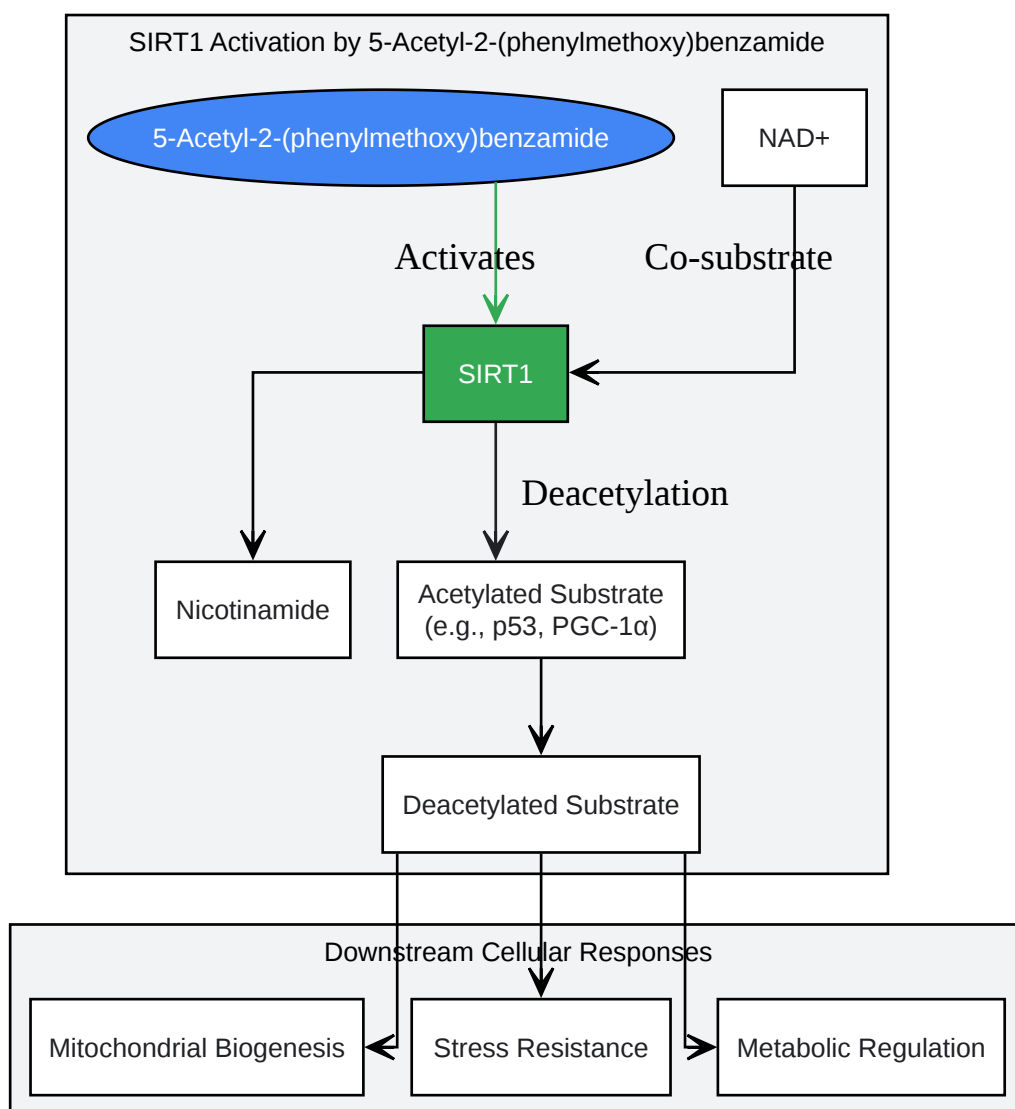 SIRT1 Activation by 5-Acetyl-2-(phenylmethoxy)benzamide
5-Acetyl-2-(phenylmethoxy)benzamide
NAD+
Activates
Co-substrate
SIRT1
Deacetylation
Nicotinamide
Acetylated Substrate
(e.g., p53, PGC-1α)
Deacetylated Substrate
Downstream Cellular Responses
Mitochondrial Biogenesis
Stress Resistance
Metabolic Regulation